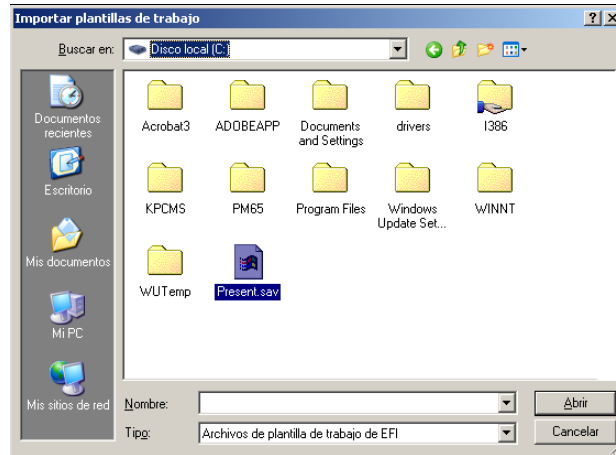 Importar plantillas de trabajo
Buscar en: Disco local (C:)
Documentos
recientes
Escritorio
Mis documentos
Mi PC
Mis sitios de red
Acrobat3 ADOBEAPP Documents and Settings drivers I386
KPCMS PM65 Program Files Windows Update Set... WINNT
WUTemp Present.sav
Nombre: Abrir
Tipo: Archivos de plantilla de trabajo de EFI Cancelar